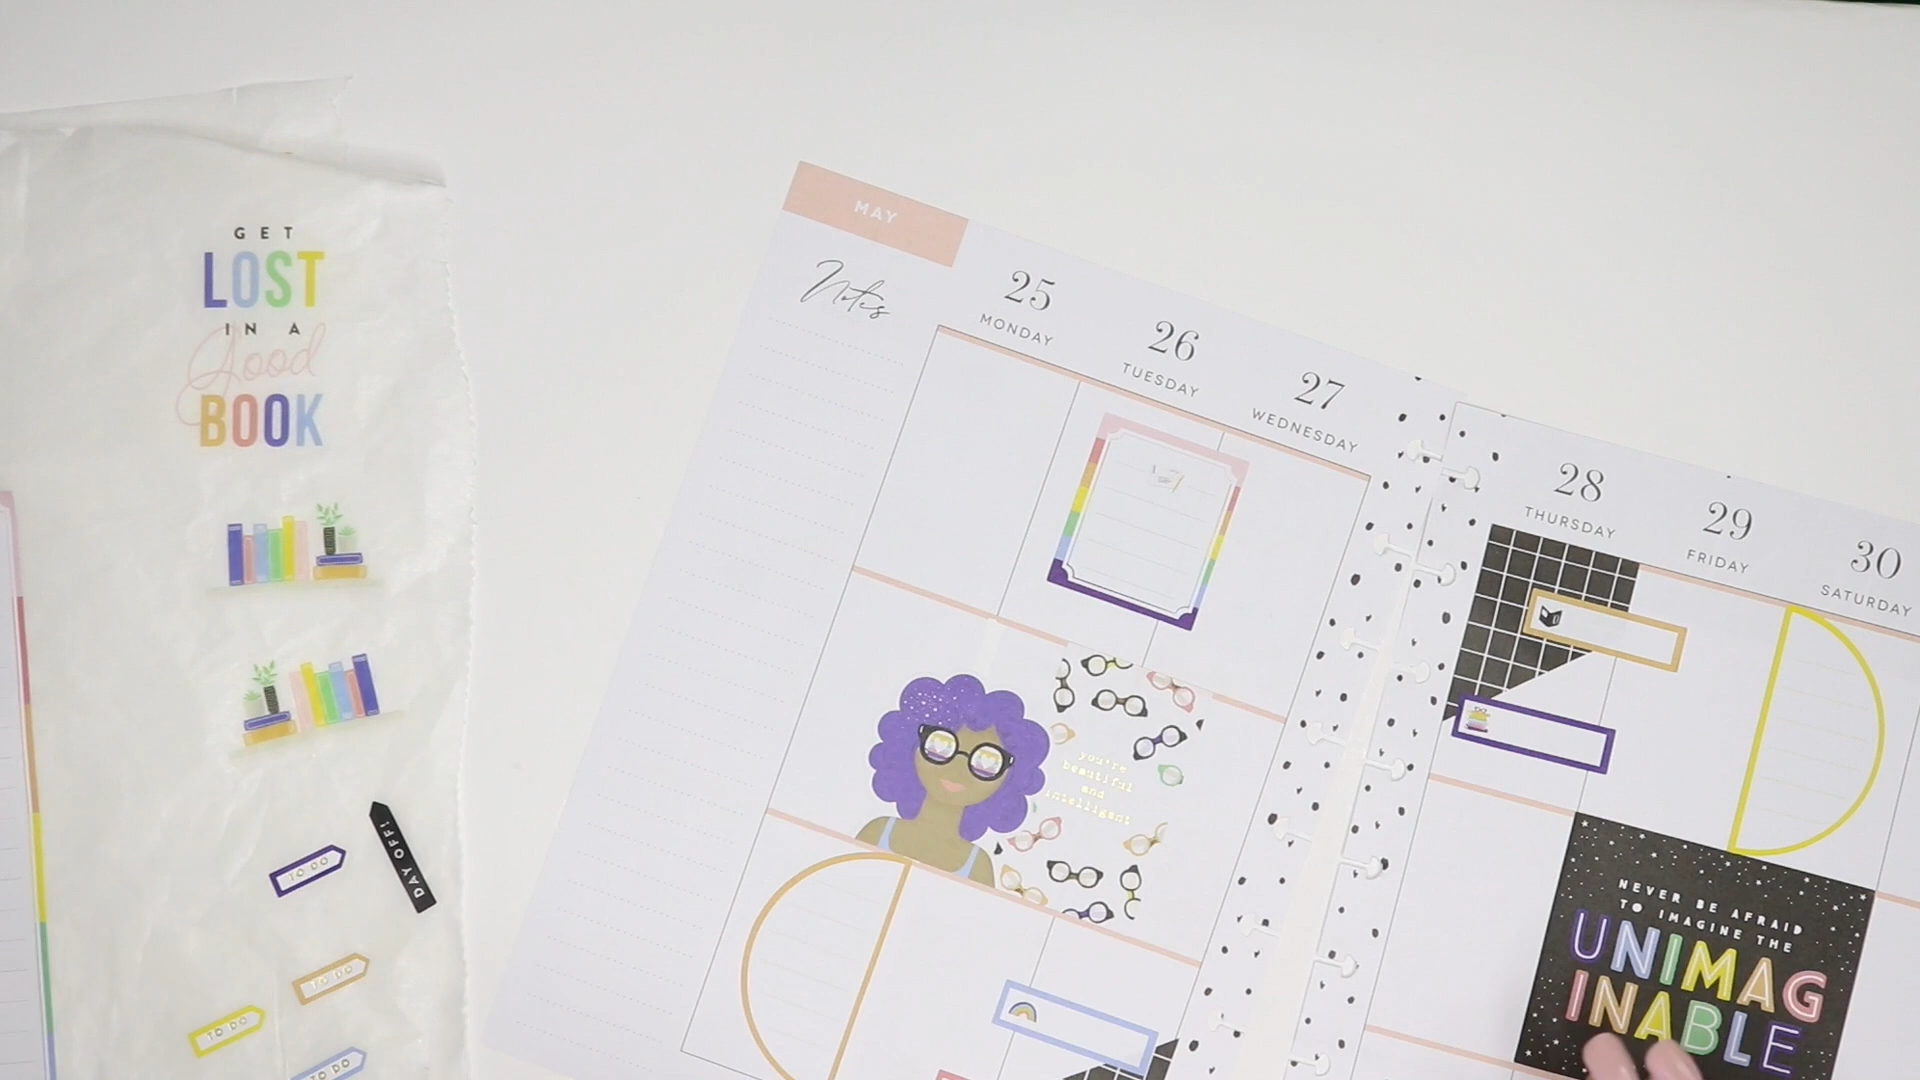 GET
LOST
IN A
Good
BOOK
DAY OFF!
TO DO
TO DO
TO DO
TO DO
MAY
Notes
25
MONDAY
26
TUESDAY
27
WEDNESDAY
28
THURSDAY
29
FRIDAY
30
SATURDAY
you're
beautiful
and
intelligent
NEVER BE AFRAID
TO IMAGINE THE
UNIMAG
INABLE